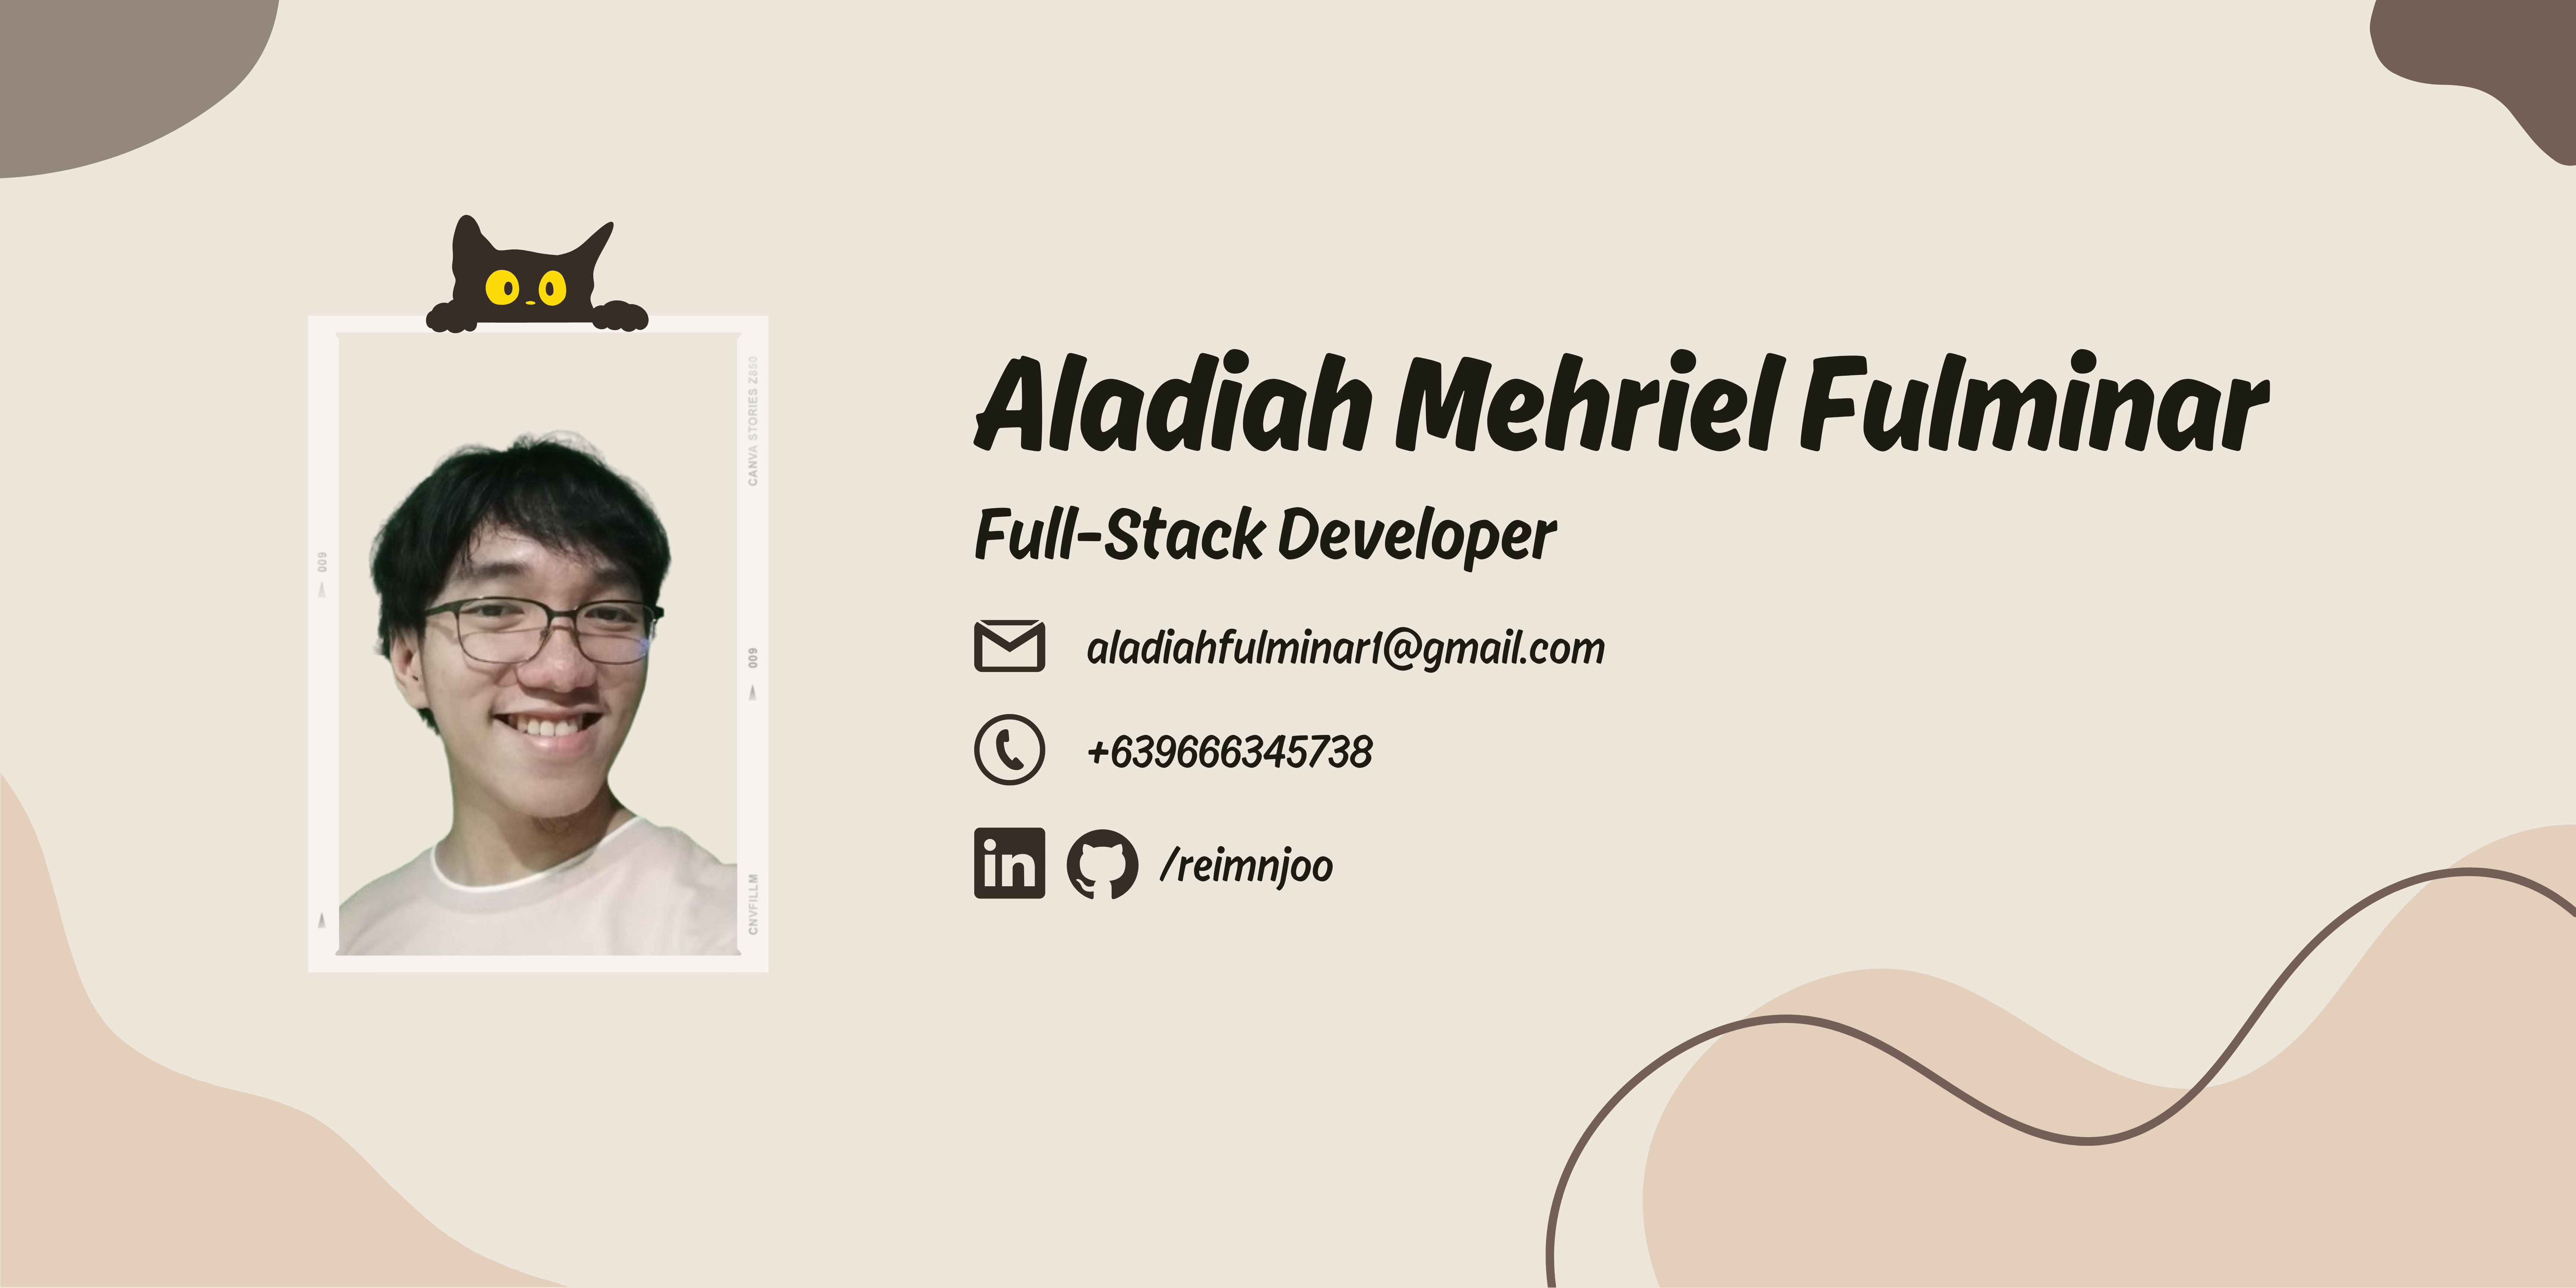 CANVA STORIES Z850
009
009
CNVFILLM
Aladiah Mehriel Fulminar
Full-Stack Developer
aladiahfulminar1@gmail.com
+639666345738
in
/reimnjoo